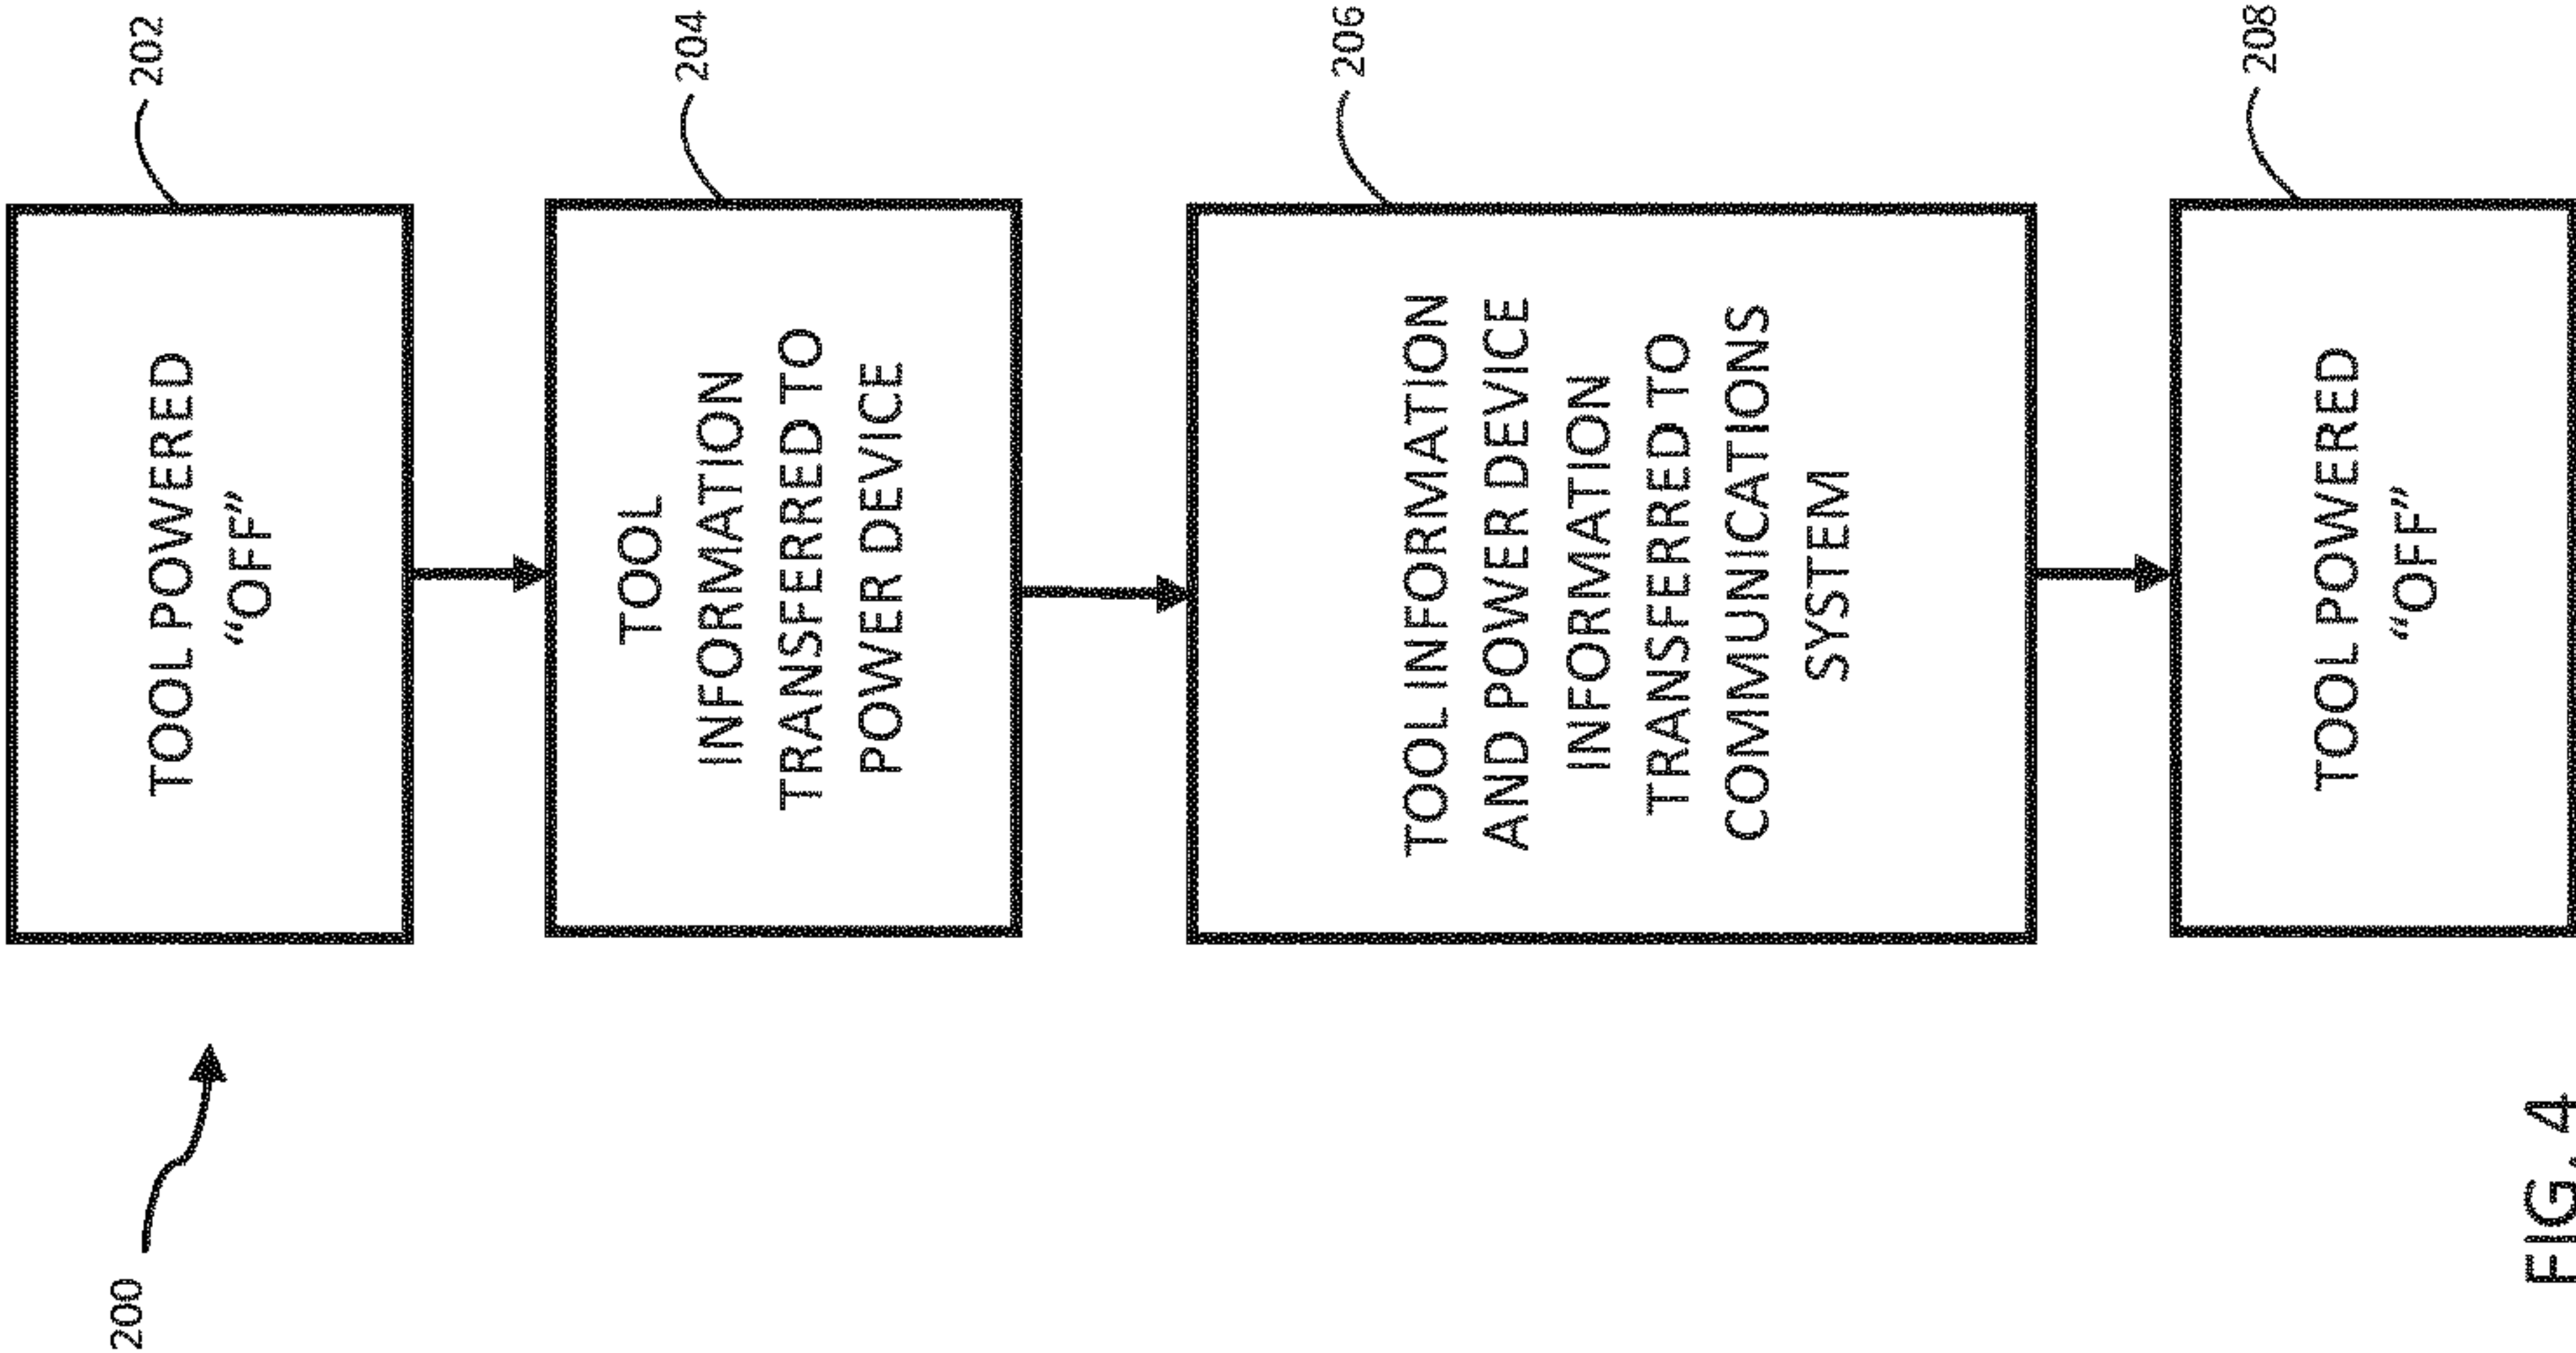 200
202
TOOL POWERED
“OFF”
204
TOOL
INFORMATION
TRANSFERRED TO
POWER DEVICE
206
TOOL INFORMATION
AND POWER DEVICE
INFORMATION
TRANSFERRED TO
COMMUNICATIONS
SYSTEM
208
TOOL POWERED
“OFF”
FIG. 4